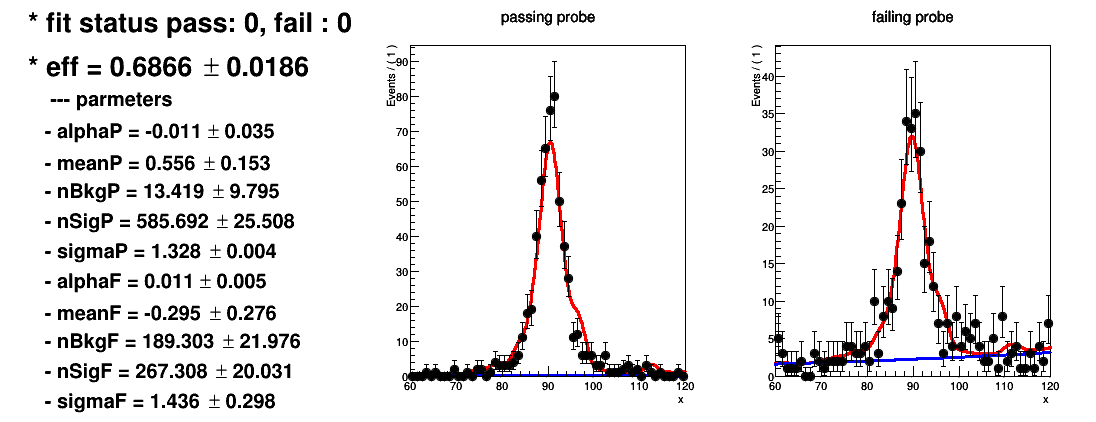 * fit status pass: 0, fail : 0
* eff = 0.6866 ± 0.0186
--- parmeters
- alphaP = -0.011 ± 0.035
- meanP = 0.556 ± 0.153
- nBkgP = 13.419 ± 9.795
- nSigP = 585.692 ± 25.508
- sigmaP = 1.328 ± 0.004
- alphaF = 0.011 ± 0.005
- meanF = -0.295 ± 0.276
- nBkgF = 189.303 ± 21.976
- nSigF = 267.308 ± 20.031
- sigmaF = 1.436 ± 0.298
passing probe
Events / ( 1 )
90
80
70
60
50
40
30
20
10
0
60 70 80 90 100 110 120
x
failing probe
Events / ( 1 )
40
35
30
25
20
15
10
5
0
60 70 80 90 100 110 120
x